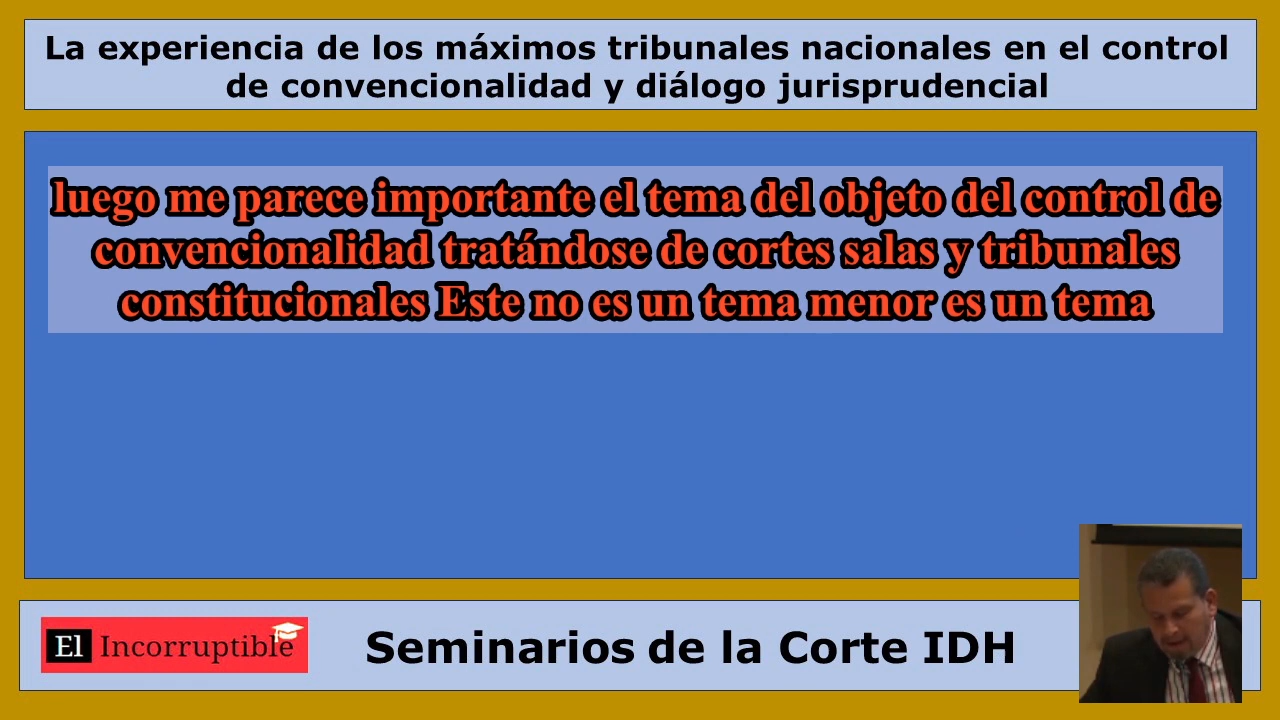 La experiencia de los máximos tribunales nacionales en el control
de convencionalidad y diálogo jurisprudencial
luego me parece importante el tema del objeto del control de
convencionalidad tratándose de cortes salas y tribunales
constitucionales Este no es un tema menor es un tema
El Incorruptible
Seminarios de la Corte IDH